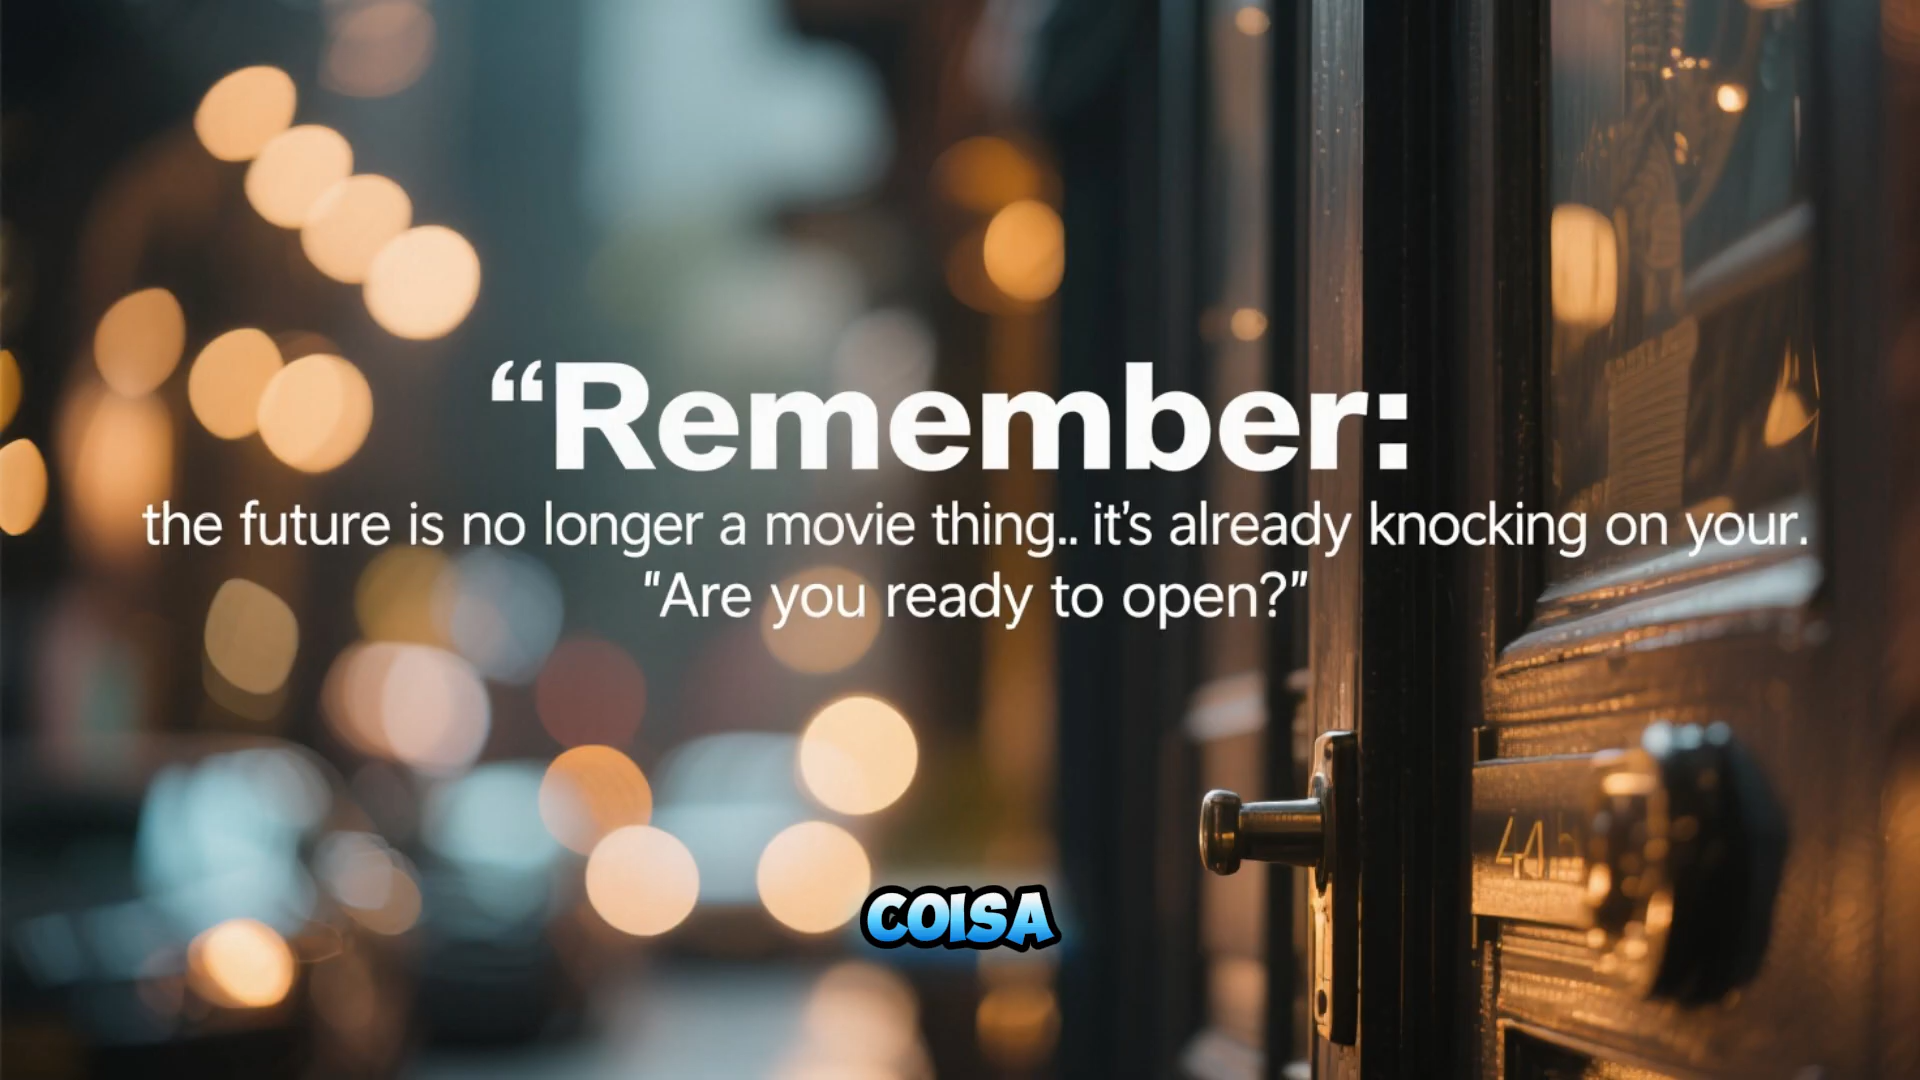 “Remember:
the future is no longer a movie thing.. it's already knocking on your.
"Are you ready to open?"
44
COISA